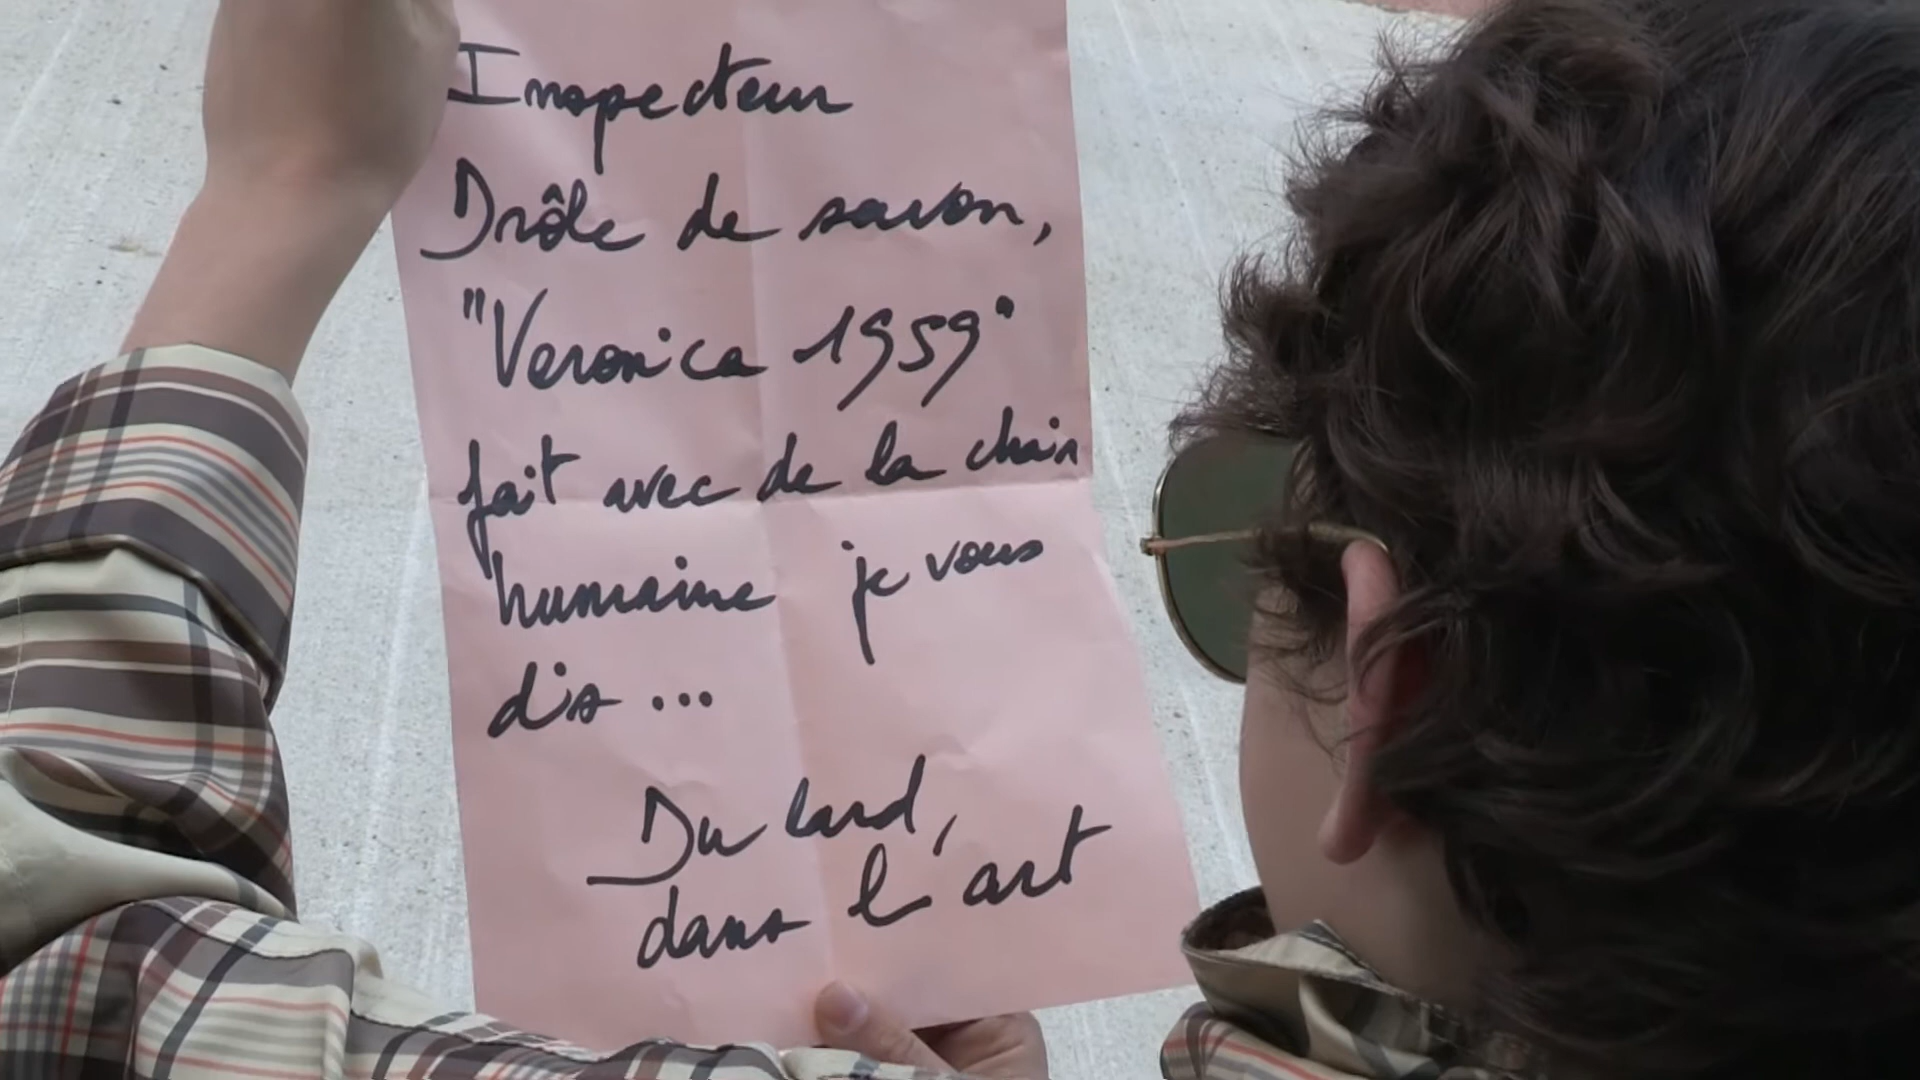 Inspecteur
Drôle de savon,
"Veronica 1959"
fait avec de la chair
humaine je vous
dis ...
Du lard,
dans l'art